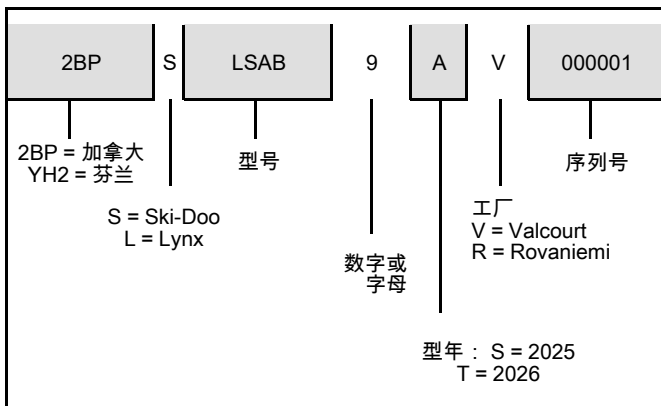 2BP S LSAB 9 A V 000001
2BP = 加拿大
YH2 = 芬兰
型号
序列号
S = Ski-Doo
L = Lynx
工厂
V = Valcourt
R = Rovaniemi
数字或
字母
型年 : S = 2025
T = 2026